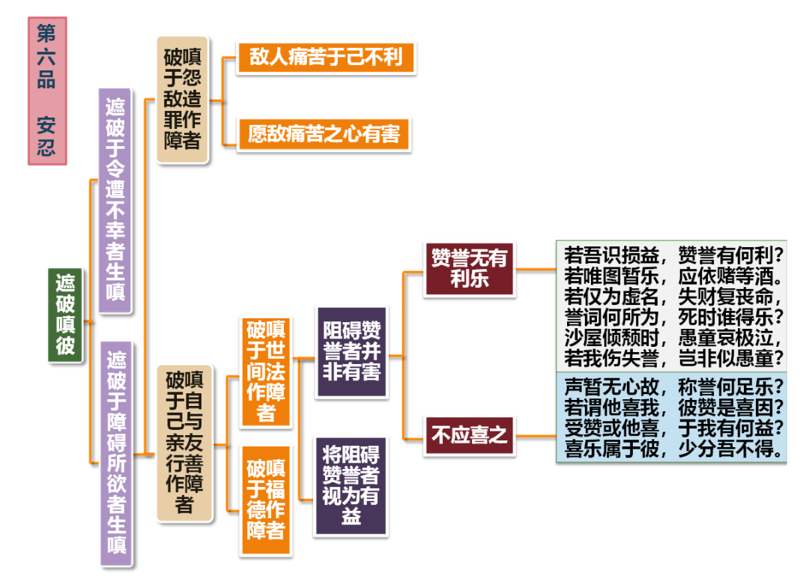 第六品 安忍
遮破嗔彼
遮破于令遭不幸者生嗔
遮破于障碍所欲者生嗔
破嗔
于怨
敌造
罪作
障者
敌人痛苦于己不利
愿敌痛苦之心有害
破嗔
于自
己与
亲友
行善
作障
者
破嗔
于世
间法
作障
者
破嗔
于福
德作
障者
阻碍赞
誉者并
非有害
将阻碍
赞誉者
视为有
益
赞誉无有
利乐
不应喜之
若吾识损益，赞誉有何利？
若唯图暂乐，应依赌等酒。
若仅为虚名，失财复丧命，
誉词何所为，死时谁得乐？
沙屋倾颓时，愚童哀极泣，
若我伤失誉，岂非似愚童？
声暂无心故，称誉何足乐？
若谓他喜我，彼赞是喜因？
受赞或他喜，于我有何益？
喜乐属于彼，少分吾不得。